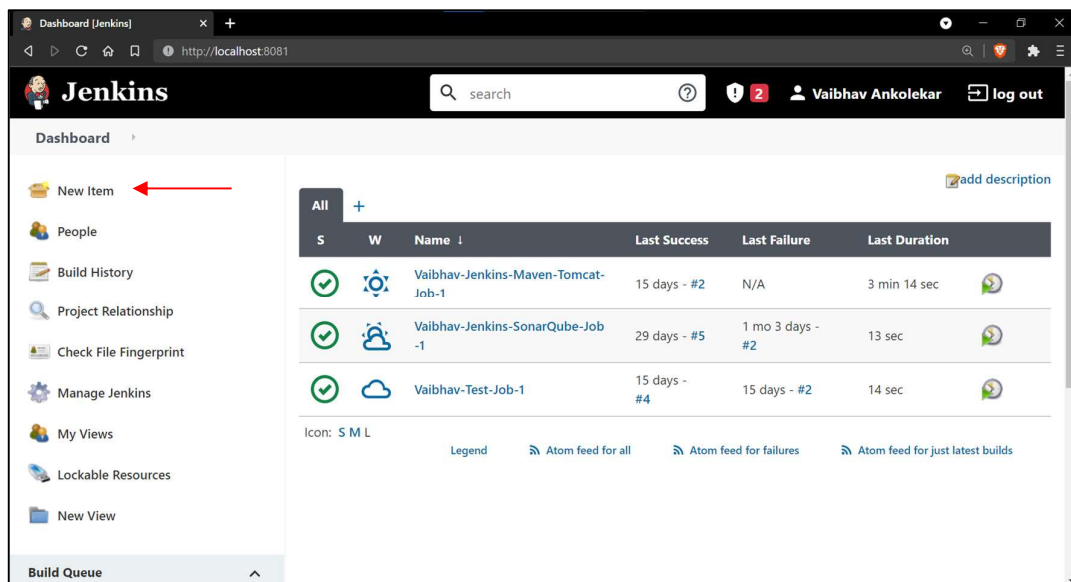 Dashboard [Jenkins]
http://localhost:8081
Jenkins
search
2
Vaibhav Ankolekar
log out
Dashboard
New Item
People
Build History
Project Relationship
Check File Fingerprint
Manage Jenkins
My Views
Lockable Resources
New View
Build Queue
add description
All +
S W Name ↓ Last Success Last Failure Last Duration
Vaibhav-Jenkins-Maven-Tomcat-
Job-1
15 days - #2 N/A 3 min 14 sec
Vaibhav-Jenkins-SonarQube-Job
-1
29 days - #5
1 mo 3 days -
#2
13 sec
Vaibhav-Test-Job-1
15 days -
#4
15 days - #2 14 sec
Icon: S M L
Legend Atom feed for all Atom feed for failures Atom feed for just latest builds